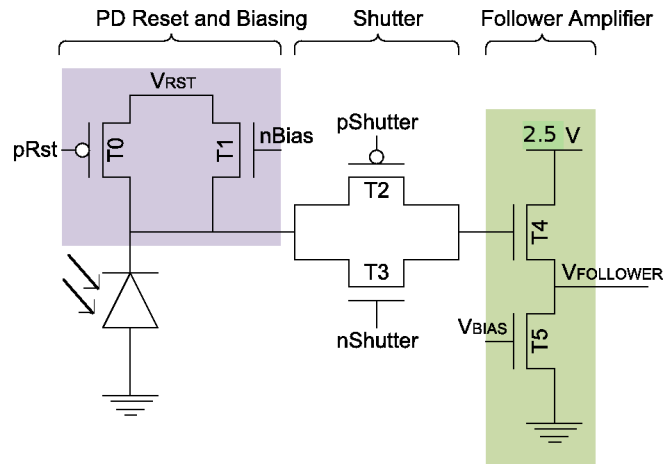 PD Reset and Biasing
Shutter
Follower Amplifier
VRST
pRst
T0
T1
nBias
pShutter
T2
T3
nShutter
2.5 V
T4
VFOLLOWER
VBIAS
T5